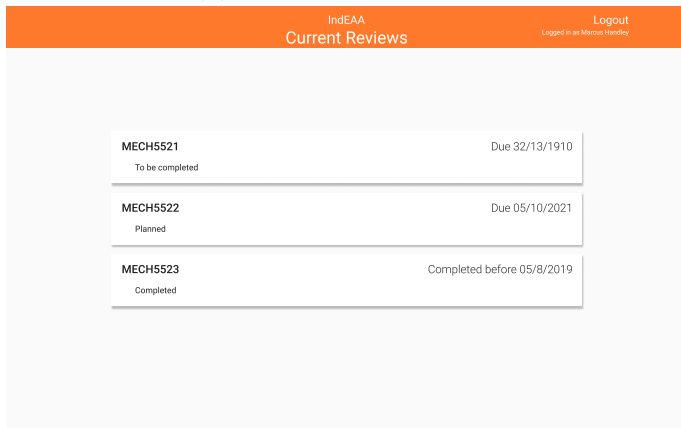 IndEAA
Current Reviews
Logout
Logged in as Marcus Handley
MECH5521
Due 32/13/1910
To be completed
MECH5522
Due 05/10/2021
Planned
MECH5523
Completed before 05/8/2019
Completed